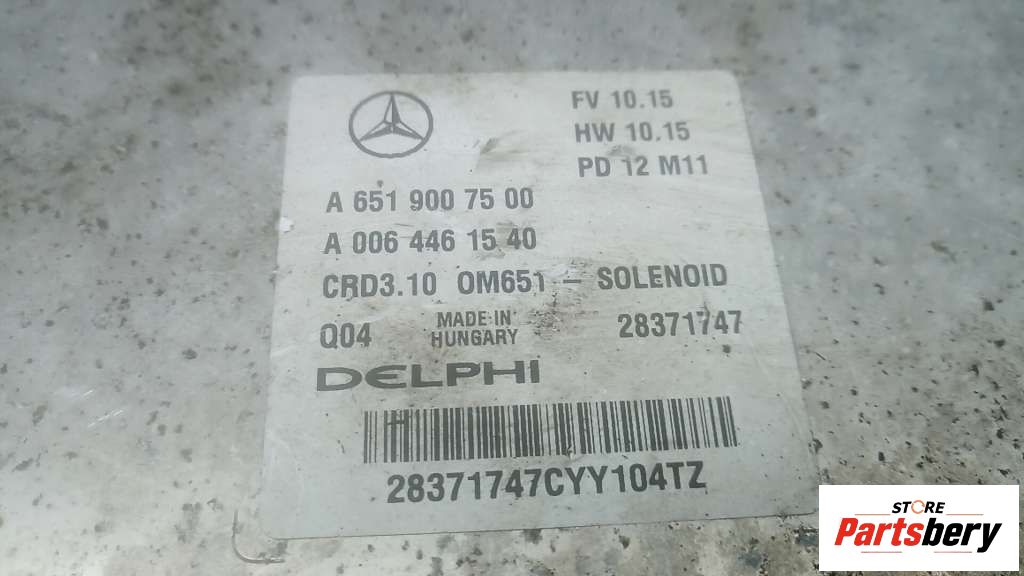 FV 10.15
HW 10.15
PD 12 M11
A 651 900 75 00
A 006 446 15 40
CRD3.10 OM651 – SOLENOID
Q04 MADE IN HUNGARY 28371747
DELPHI
H
28371747CYY104TZ
STORE
Partsbery